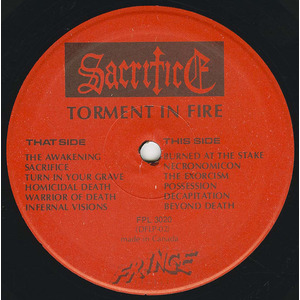 Sacrifice
TORMENT IN FIRE
THAT SIDE
THE AWAKENING
SACRIFICE
TURN IN YOUR GRAVE
HOMICIDAL DEATH
WARRIOR OF DEATH
INFERNAL VISIONS
THIS SIDE
BURNED AT THE STAKE
NECRONOMICON
THE EXORCISM
POSSESSION
DECAPITATION
BEYOND DEATH
Made in Canada
FRINGE